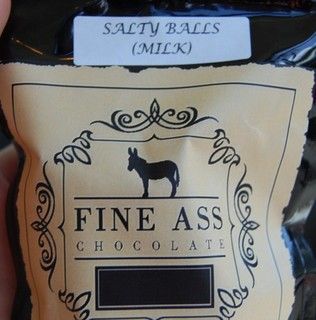 SALTY BALLS
(MILK)
FINE ASS
CHOCOLATE